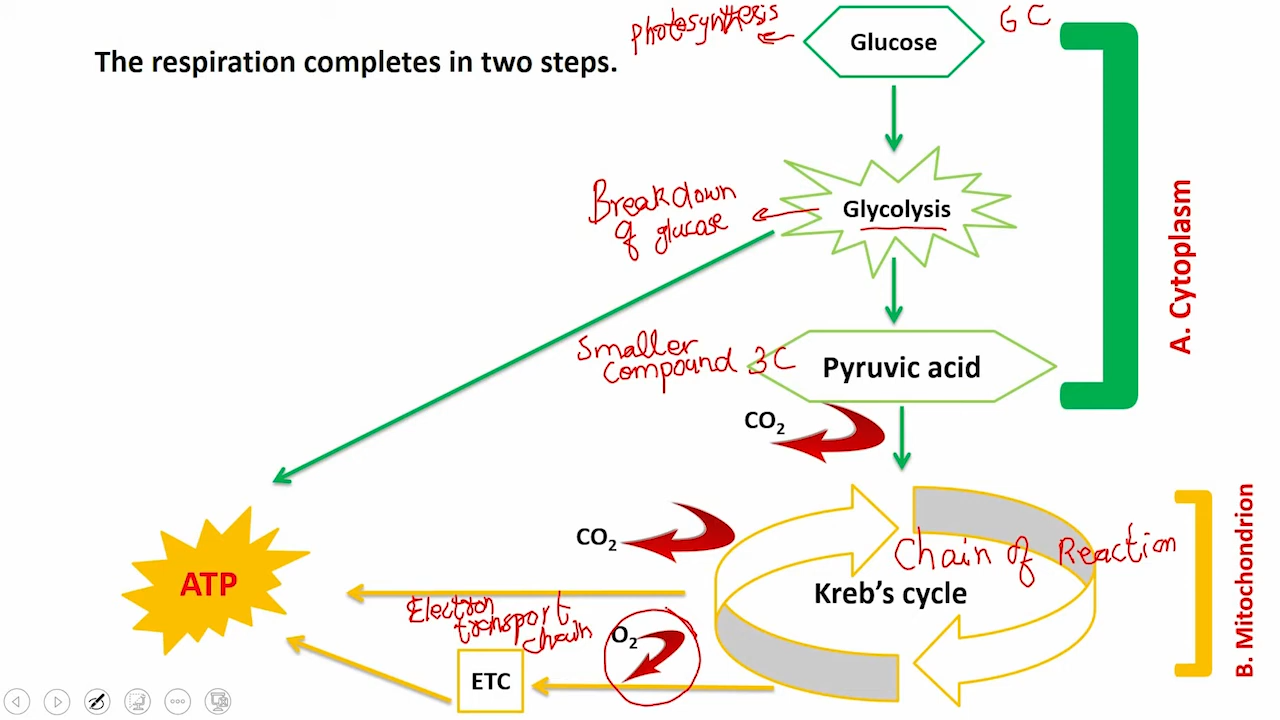 The respiration completes in two steps.
Photosynthesis
Glucose
6 C
Breakdown
of glucose
Glycolysis
A. Cytoplasm
Smaller
compound 3C
Pyruvic acid
CO₂
CO₂
Chain of Reaction
Kreb's cycle
B. Mitochondrion
ATP
Electron
transport
chain
O₂
ETC